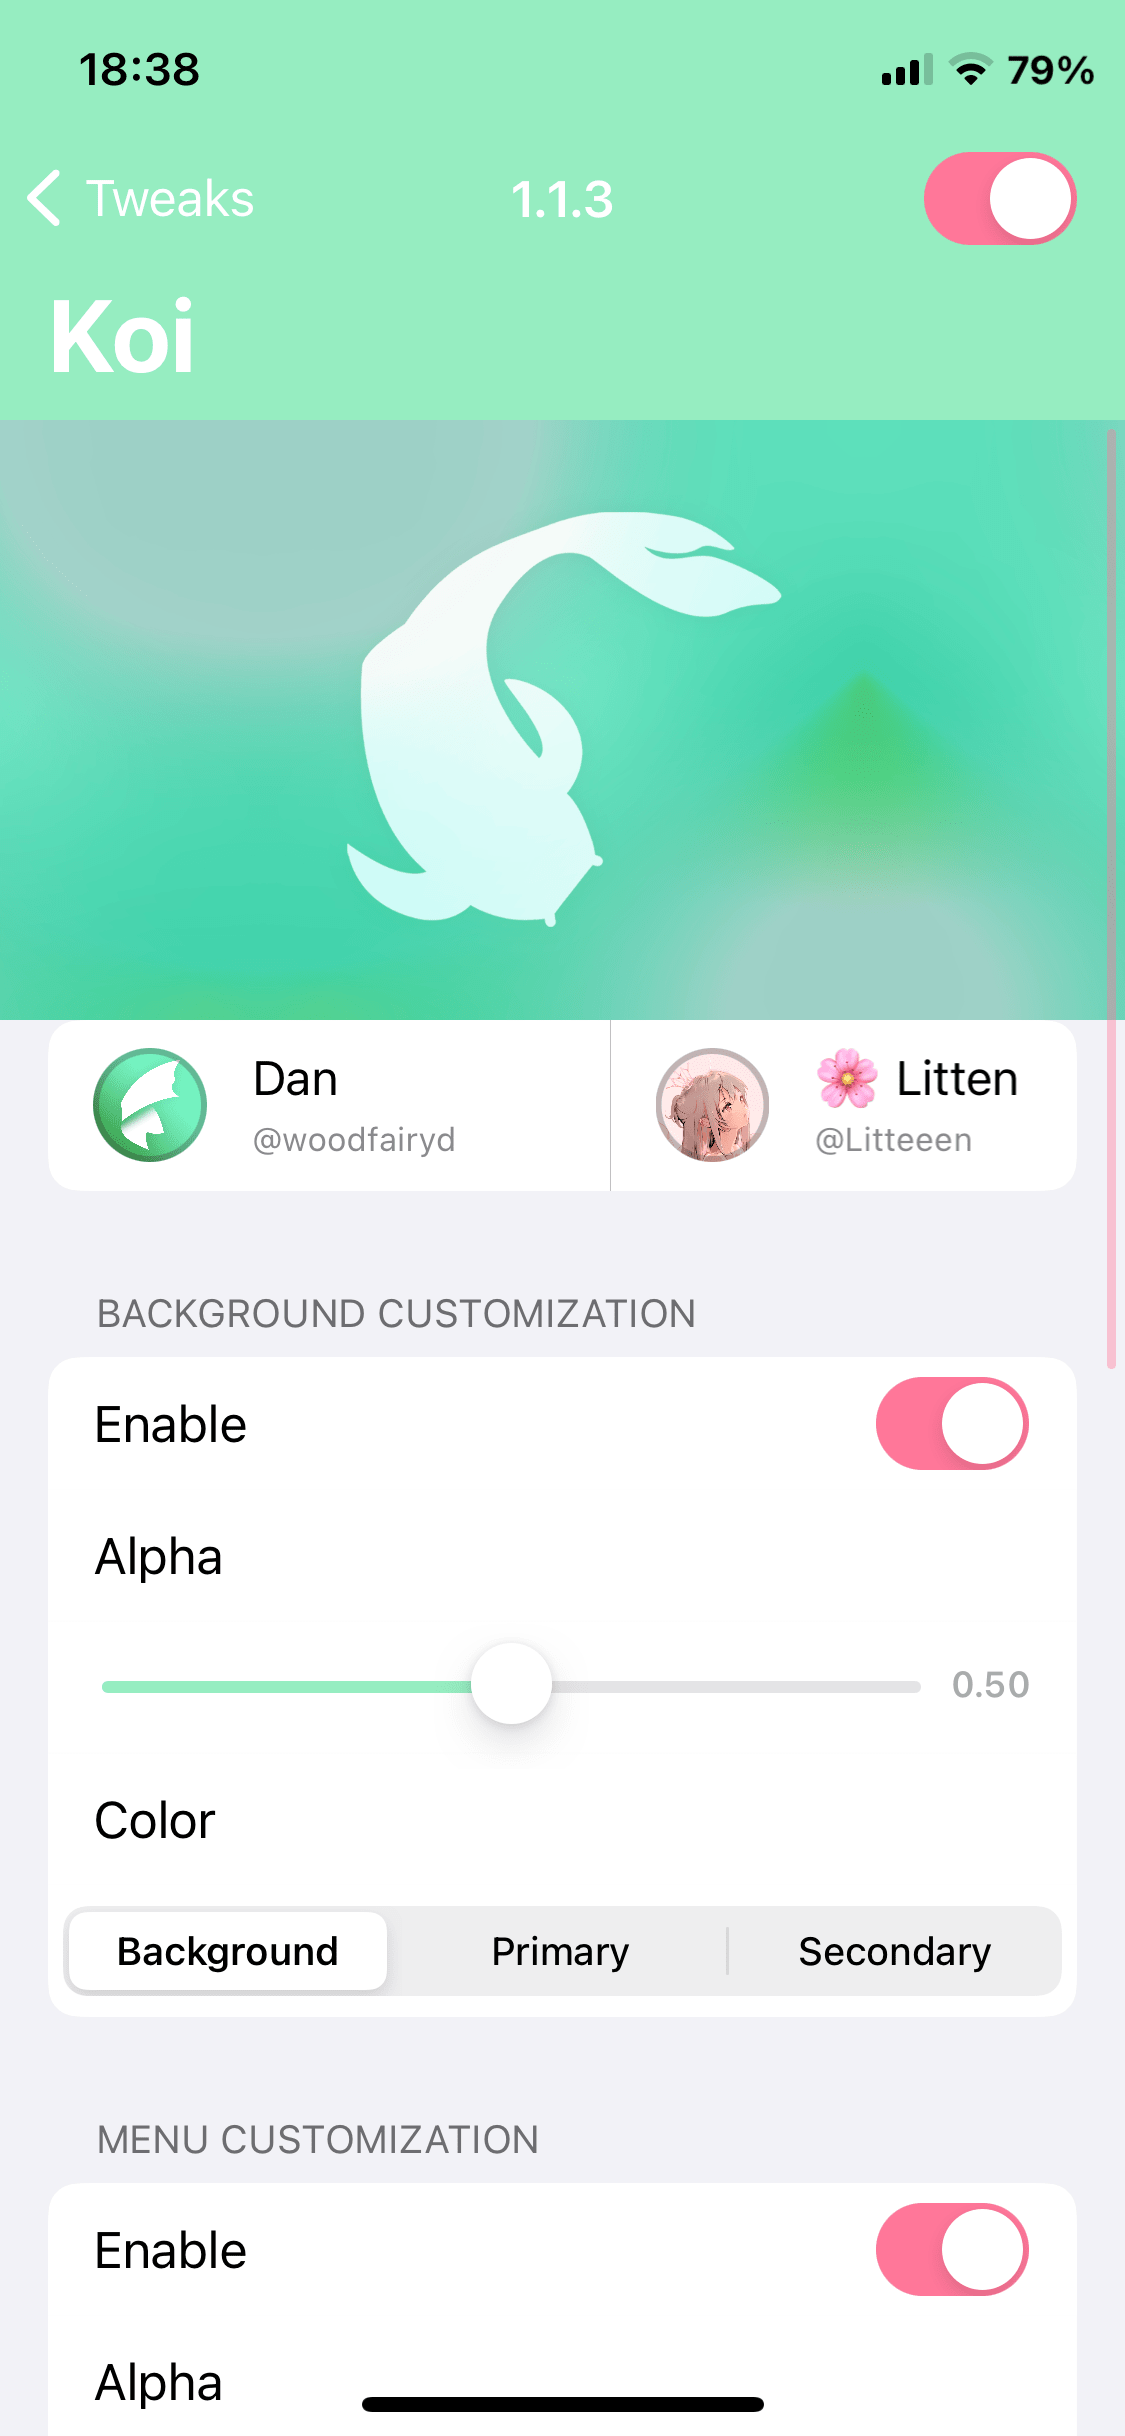 18:38
79%
Tweaks
1.1.3
Koi
Dan
@woodfairyd
🌸 Litten
@Litteeen
BACKGROUND CUSTOMIZATION
Enable
Alpha
0.50
Color
Background
Primary
Secondary
MENU CUSTOMIZATION
Enable
Alpha